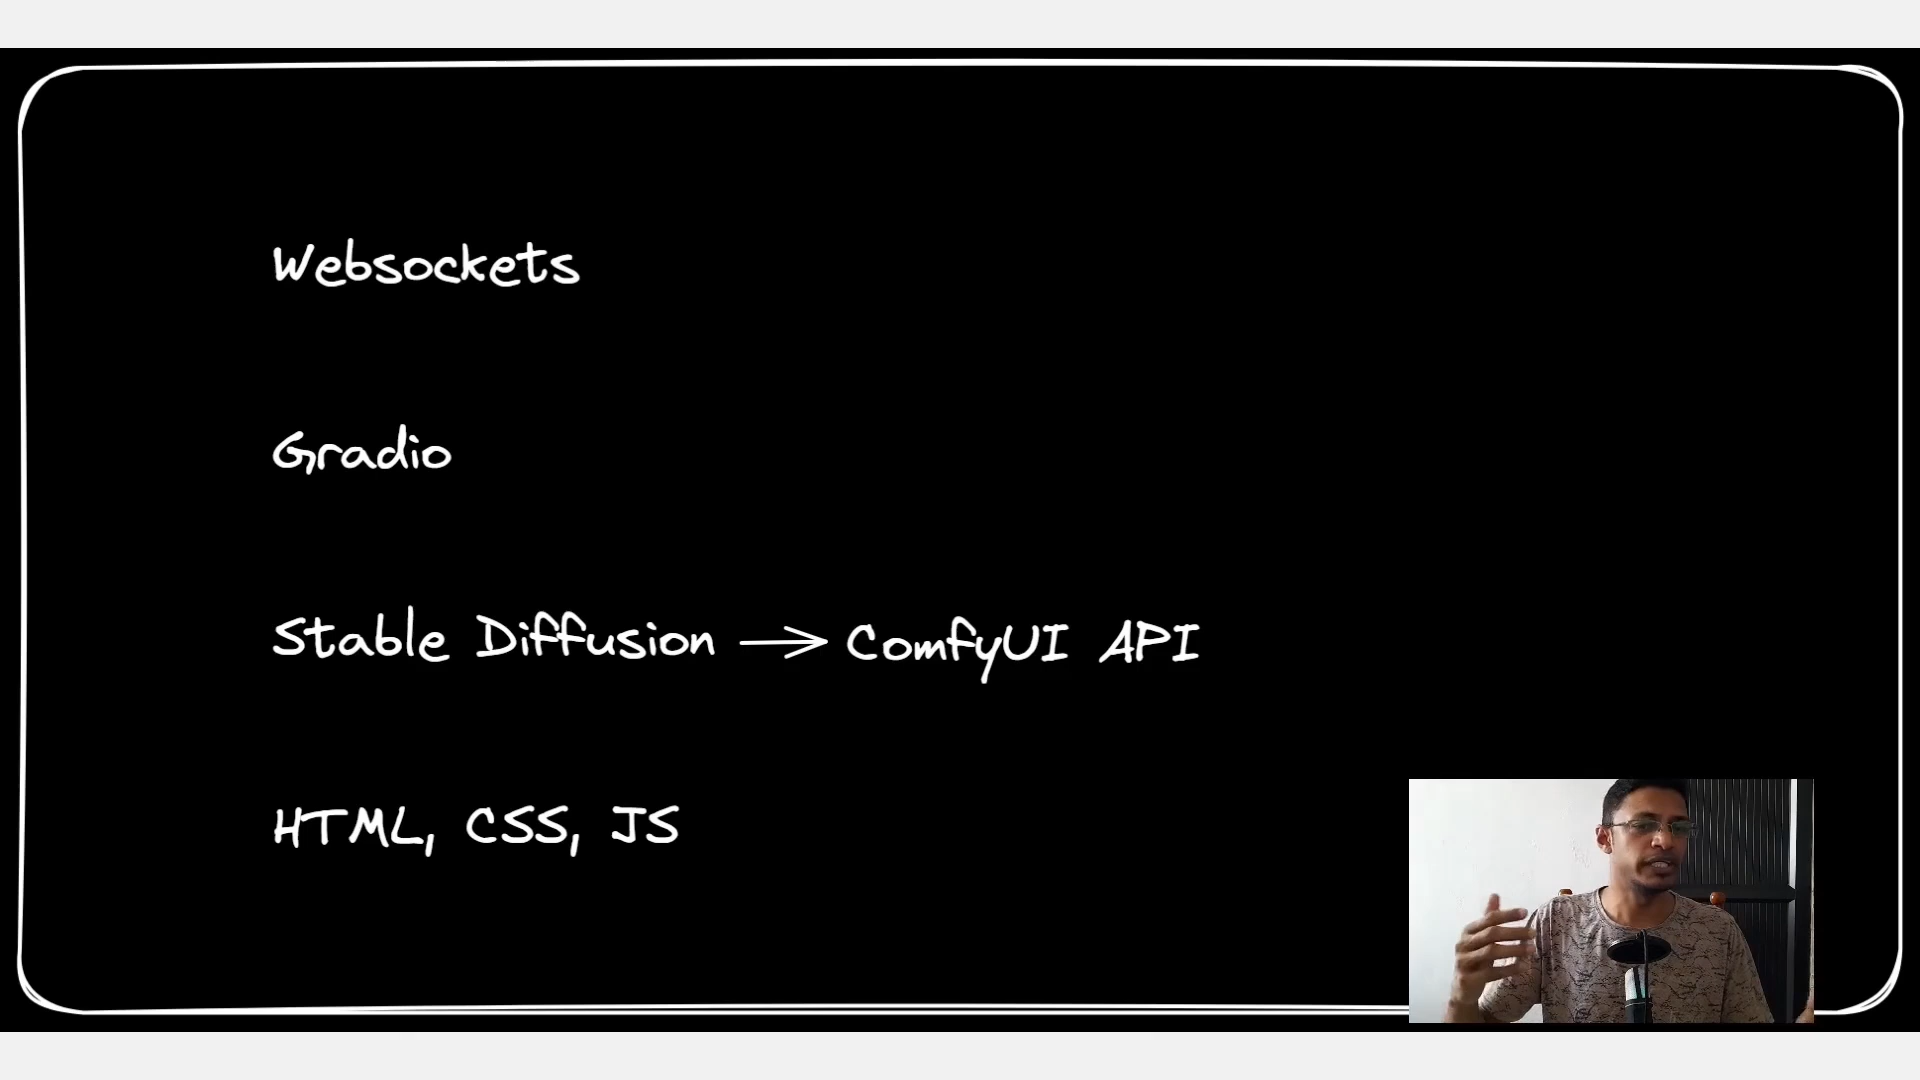 Websockets
Gradio
Stable Diffusion → ComfyUI API
HTML, CSS, JS